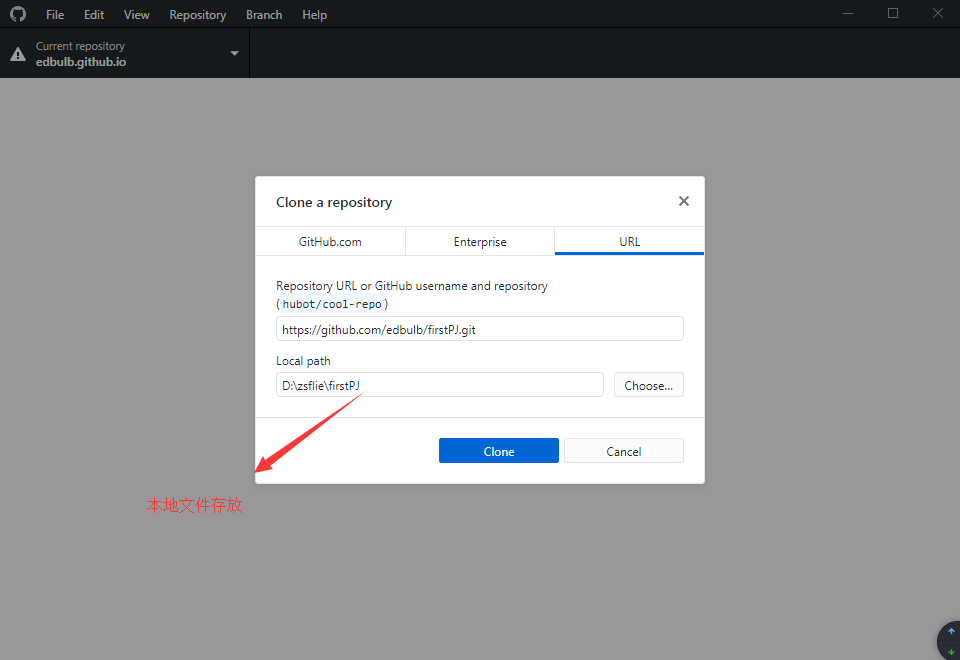 File Edit View Repository Branch Help
Current repository
edbulb.github.io
Clone a repository
GitHub.com Enterprise URL
Repository URL or GitHub username and repository
(hubot/cool-repo)
https://github.com/edbulb/firstPJ.git
Local path
D:\zsflie\firstPJ Choose...
Clone Cancel
本地文件存放